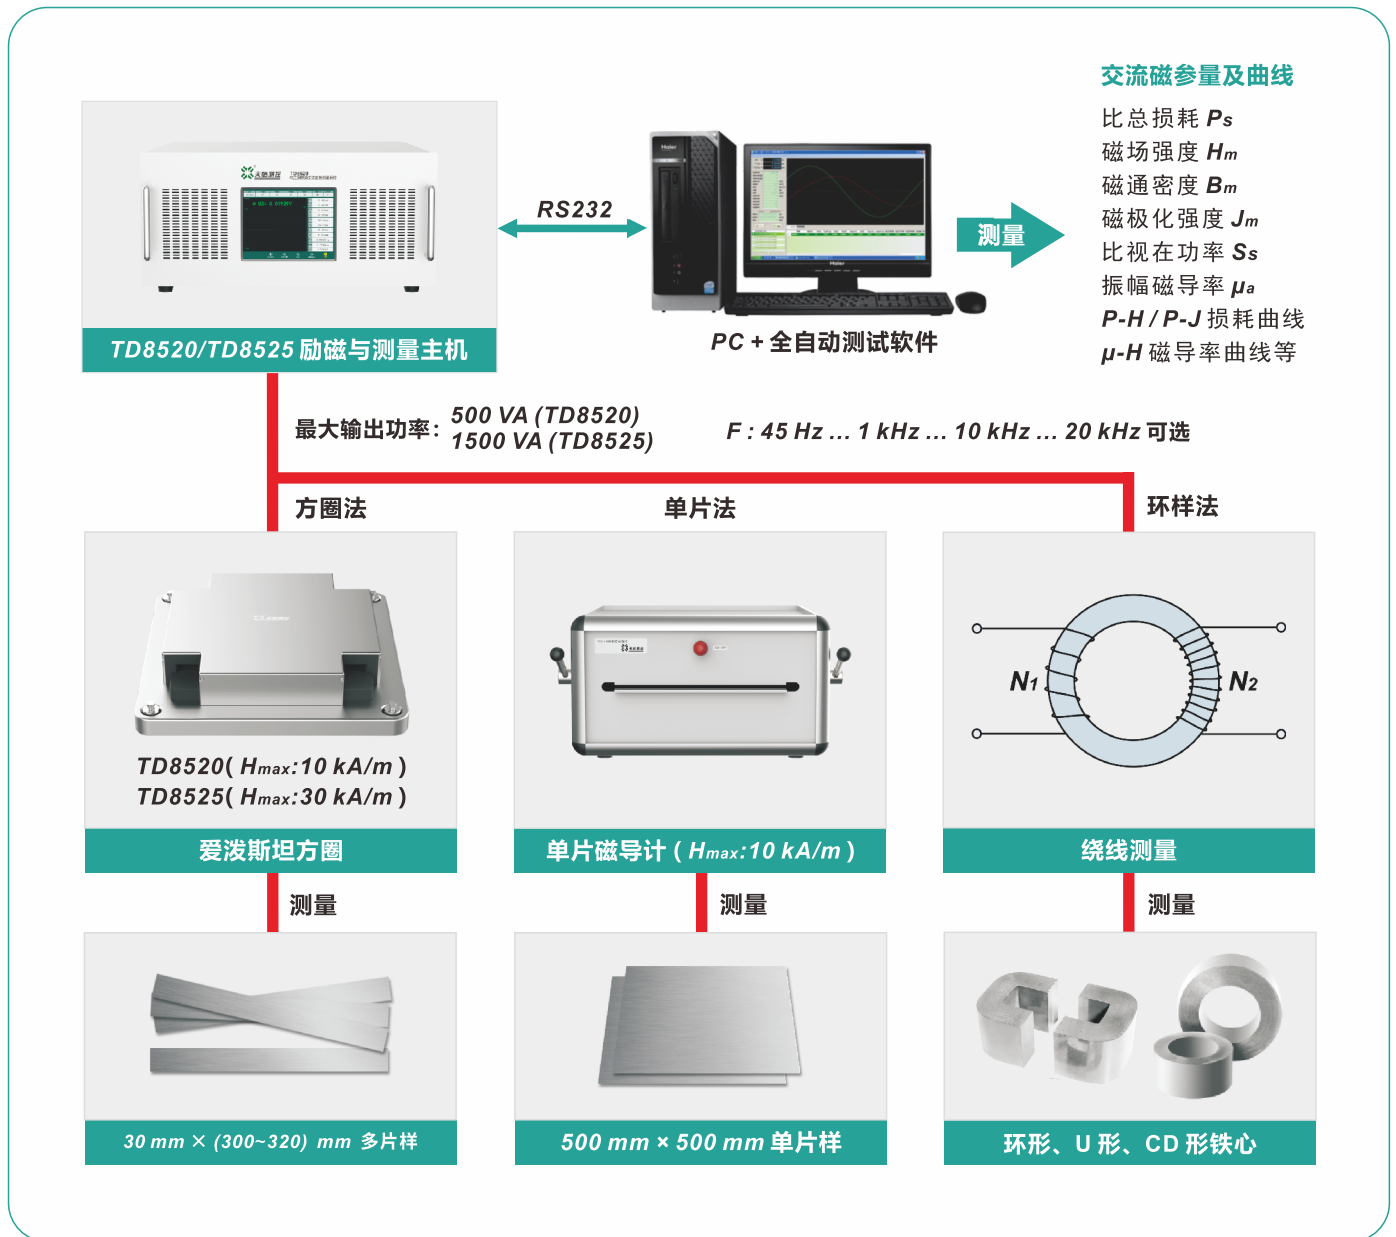 交流磁参量及曲线
比总损耗 Ps
磁场强度 Hm
磁通密度 Bm
磁极化强度 Jm
比视在功率 Ss
振幅磁导率 μa
P-H / P-J 损耗曲线
μ-H 磁导率曲线等
天恒测控
Haier
RS232
测量
Haier
TD8520/TD8525 励磁与测量主机
PC + 全自动测试软件
最大输出功率：500 VA (TD8520)
1500 VA (TD8525)
F : 45 Hz ... 1 kHz ... 10 kHz ... 20 kHz 可选
方圈法
单片法
环样法
N1
N2
TD8520( Hmax:10 kA/m )
TD8525( Hmax:30 kA/m )
爱泼斯坦方圈
单片磁导计 ( Hmax:10 kA/m )
绕线测量
测量
测量
测量
30 mm × (300~320) mm 多片样
500 mm × 500 mm 单片样
环形、U 形、CD 形铁心